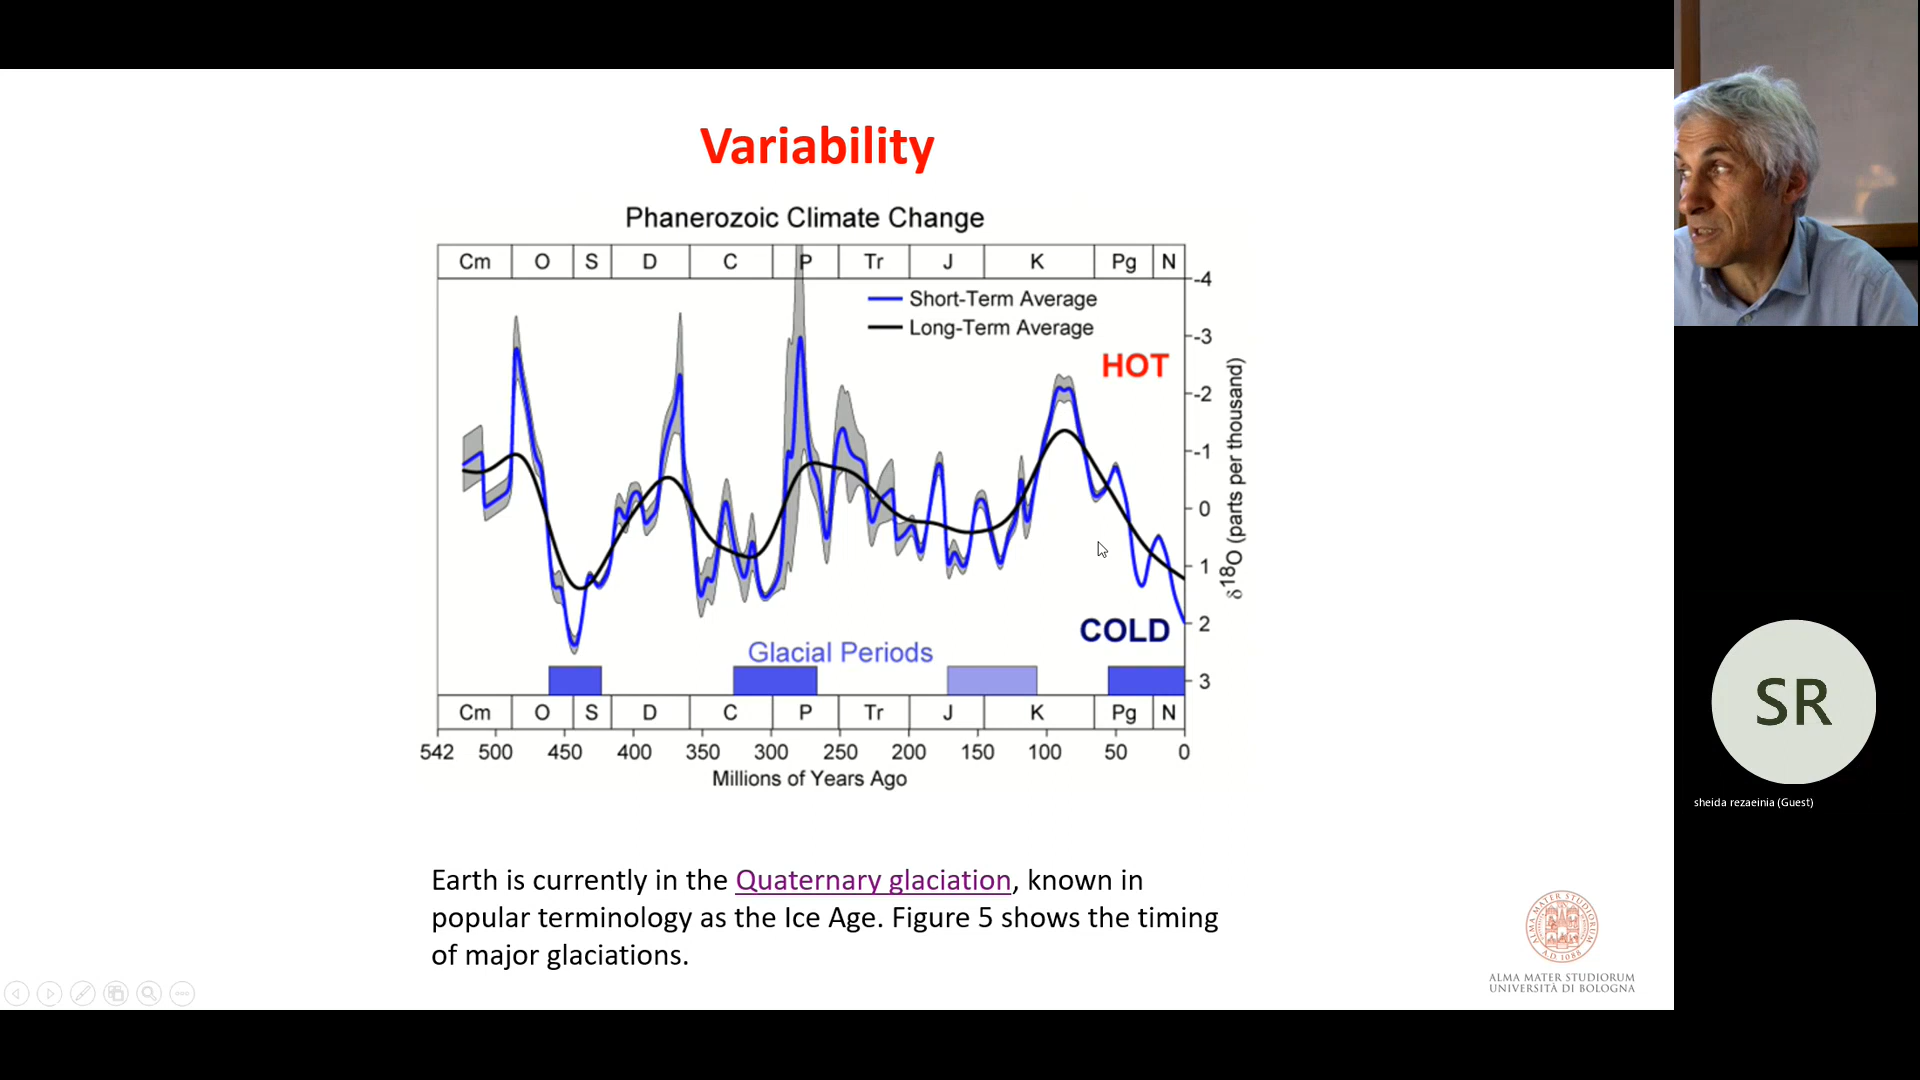 Variability
Phanerozoic Climate Change
Cm O S D C P Tr J K Pg N
Short-Term Average
Long-Term Average
HOT
COLD
Glacial Periods
-4
-3
-2
-1
0
1
2
3
δ18O (parts per thousand)
Cm O S D C P Tr J K Pg N
542 500 450 400 350 300 250 200 150 100 50 0
Millions of Years Ago
Earth is currently in the Quaternary glaciation, known in
popular terminology as the Ice Age. Figure 5 shows the timing
of major glaciations.
ALMA MATER STUDIORUM
A.D. 1088
ALMA MATER STUDIORUM
UNIVERSITÀ DI BOLOGNA
SR
sheida rezaeinia (Guest)